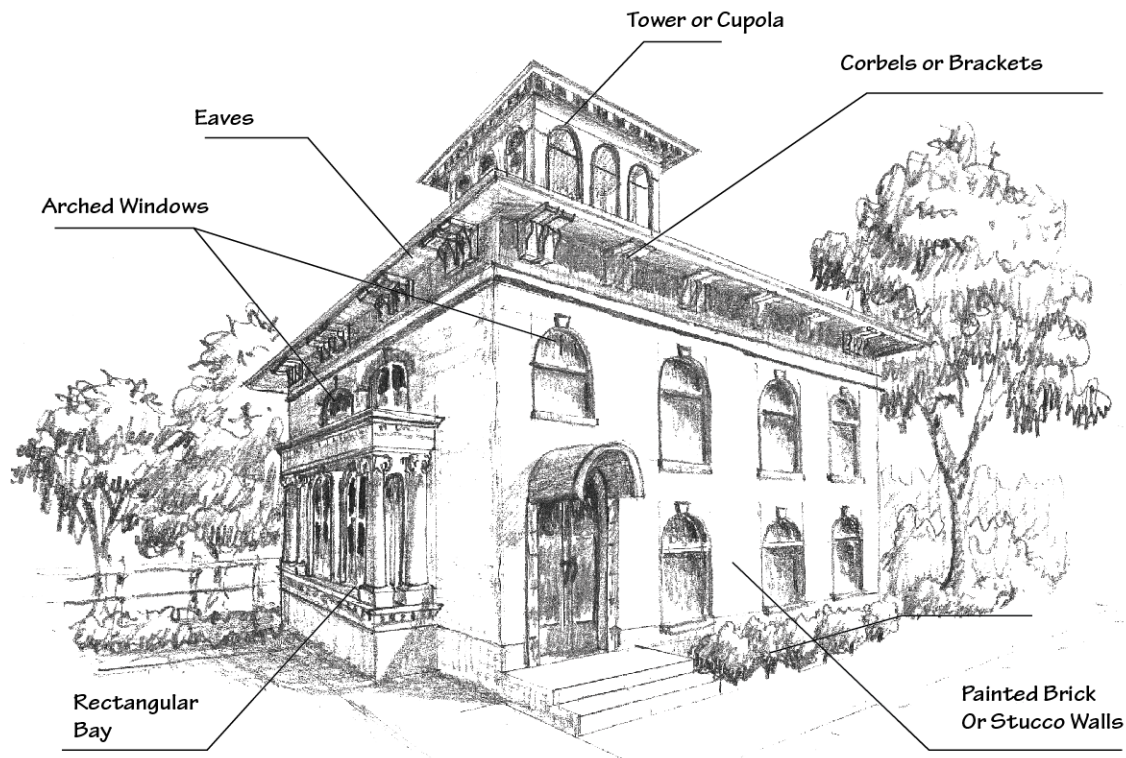 Tower or Cupola
Corbels or Brackets
Eaves
Arched Windows
Rectangular
Bay
Painted Brick
Or Stucco Walls